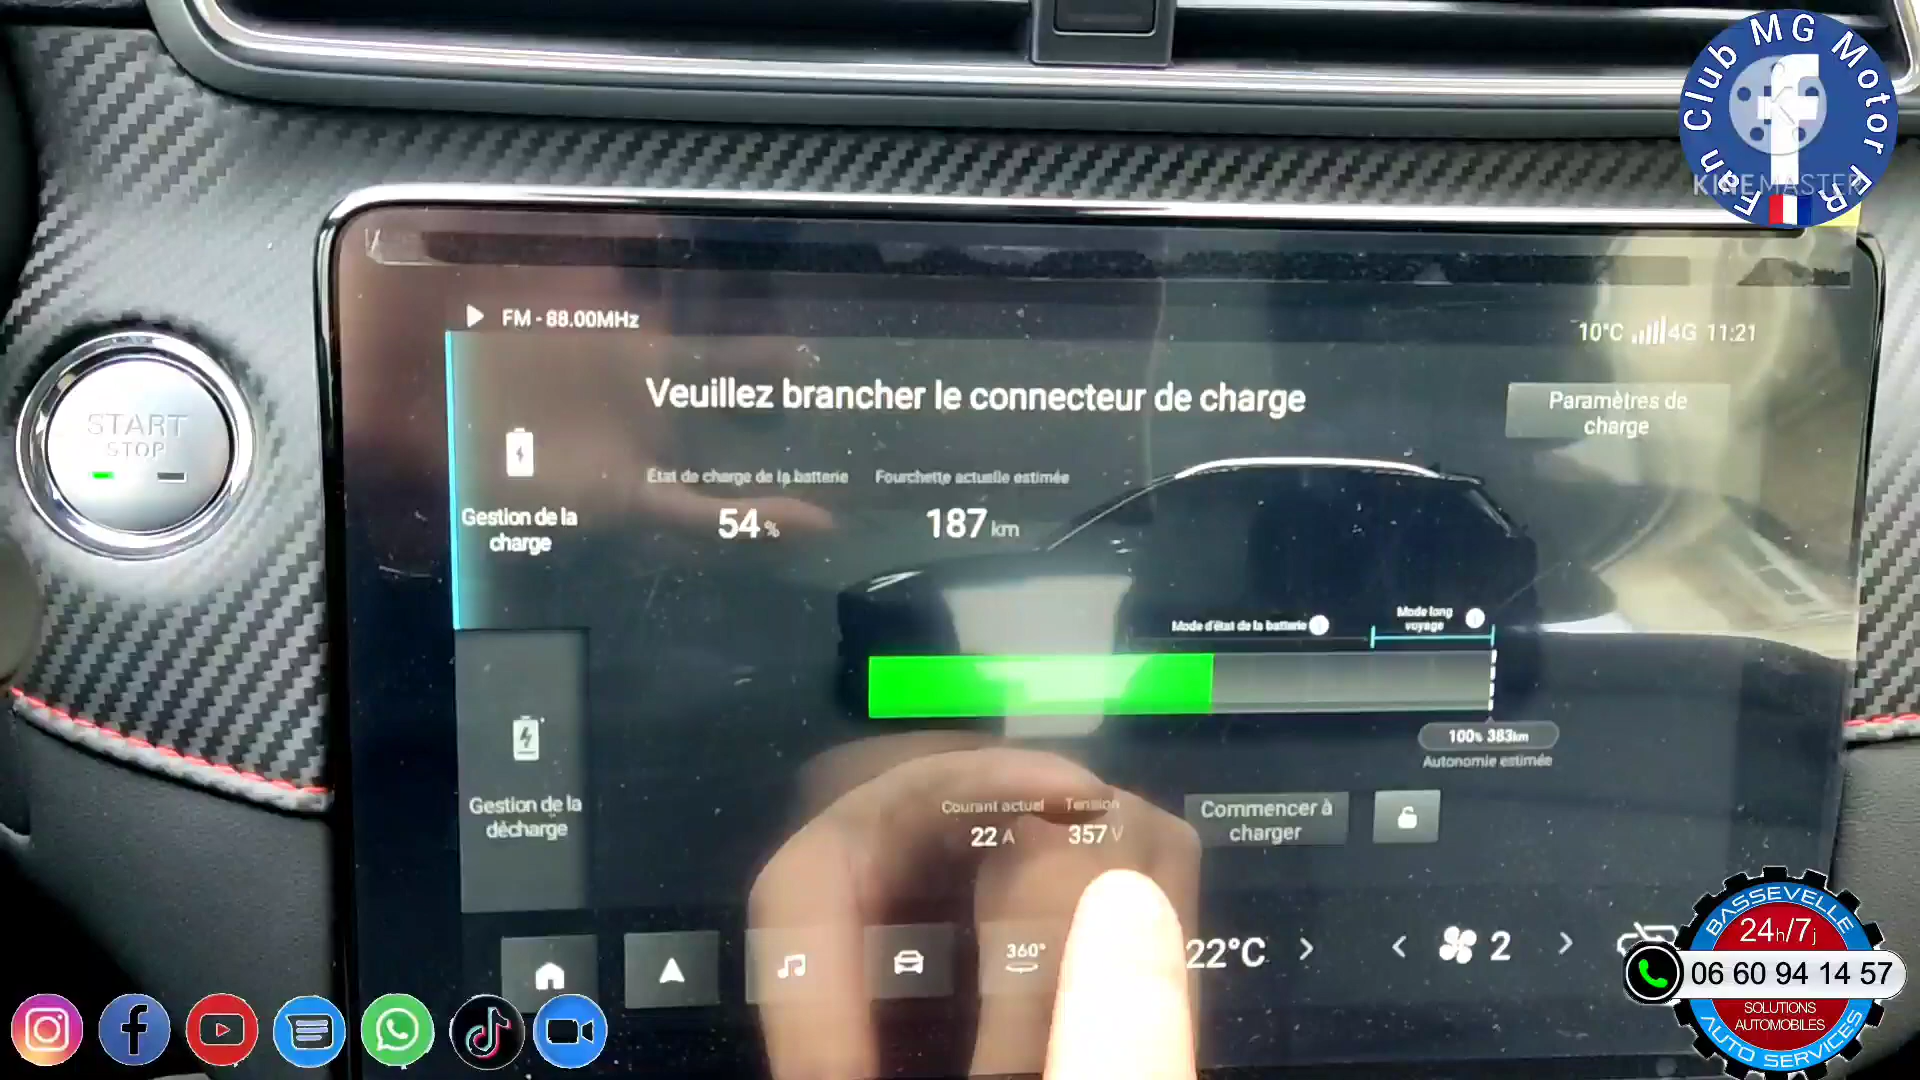 Fan Club MG Motor FR
KINEMASTER
START
STOP
FM - 88.00MHz
10°C 4G 11:21
Veuillez brancher le connecteur de charge
Paramètres de
charge
Gestion de la
charge
État de charge de la batterie
54 %
Fourchette actuelle estimée
187 km
Mode d'état de la batterie
Mode long
voyage
100% 383km
Autonomie estimée
Gestion de la
décharge
Courant actuel
22 A
Tension
357 V
Commencer à
charger
360°
22°C
2
BASSEVELLE
24h/7j
06 60 94 14 57
SOLUTIONS
AUTOMOBILES
AUTO SERVICES